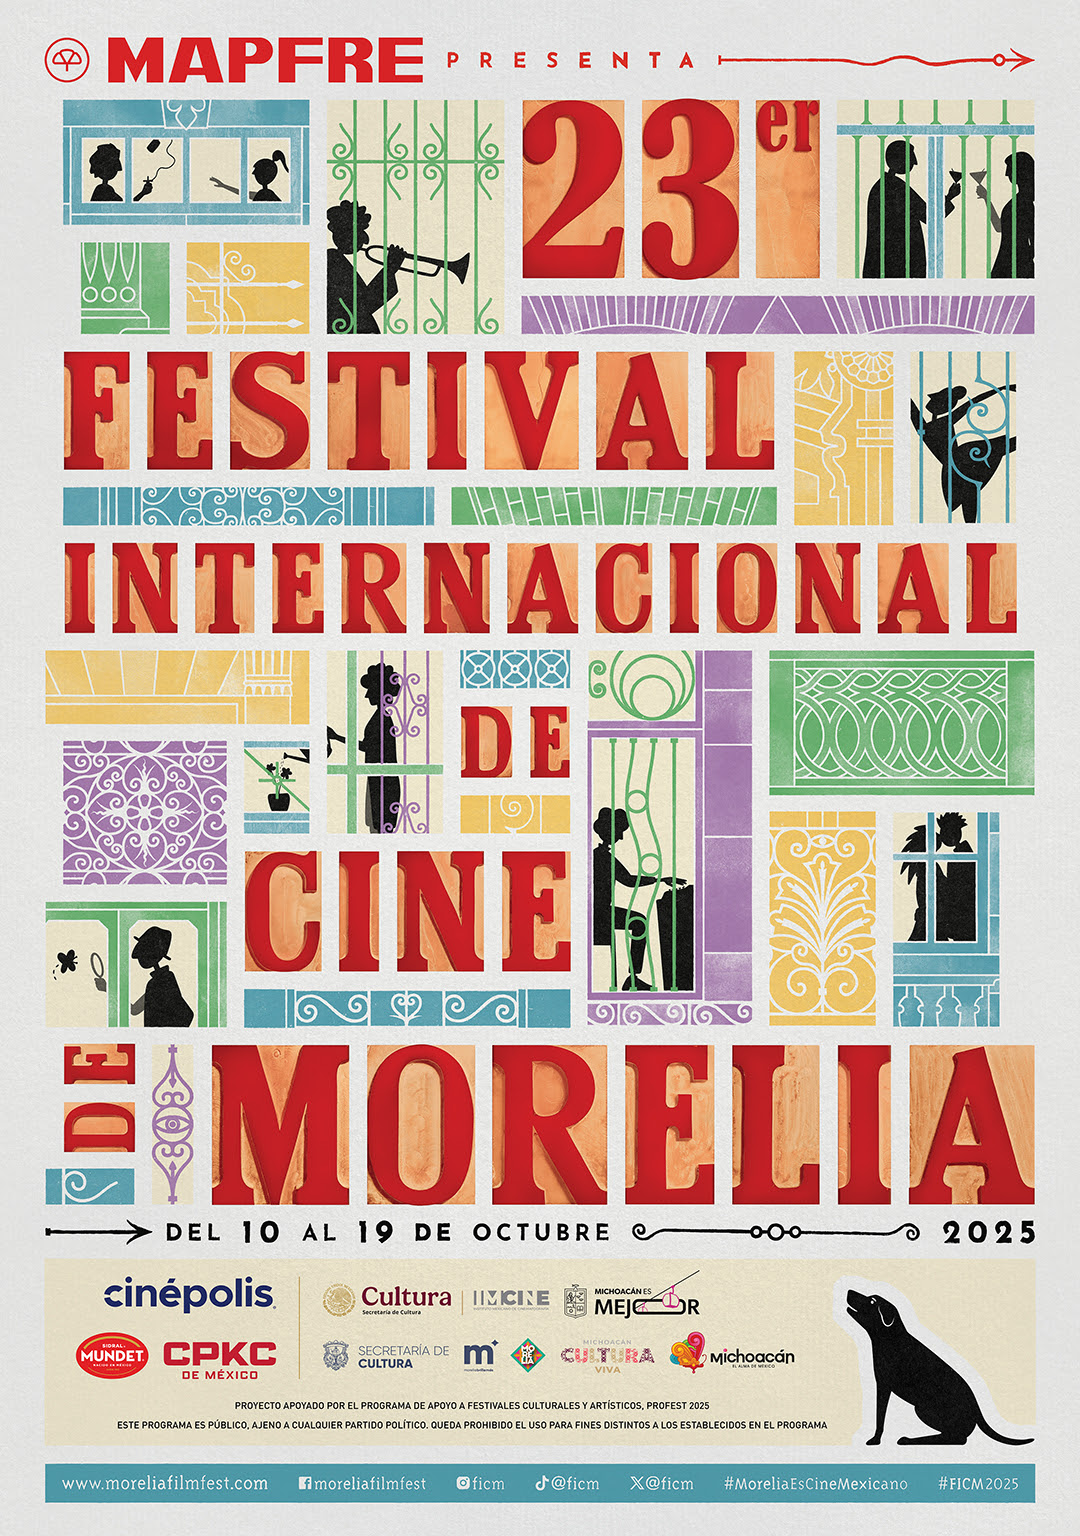 MAPFRE PRESENTA
23er
FESTIVAL
INTERNACIONAL
DE
CINE
DE MORELIA
DEL 10 AL 19 DE OCTUBRE 2025
cinépolis
Cultura
Secretaría de Cultura
IMCINE
MICHOACÁN ES
MEJOR
SIDRAL
MUNDET
CPKC
DE MÉXICO
SECRETARÍA DE
CULTURA
m
MORELIA
MICHOACÁN
CULTURA
VIVA
Michoacán
EL ALMA DE MÉXICO
PROYECTO APOYADO POR EL PROGRAMA DE APOYO A FESTIVALES CULTURALES Y ARTÍSTICOS, PROFEST 2025
ESTE PROGRAMA ES PÚBLICO, AJENO A CUALQUIER PARTIDO POLÍTICO. QUEDA PROHIBIDO EL USO PARA FINES DISTINTOS A LOS ESTABLECIDOS EN EL PROGRAMA
www.moreliafilmfest.com moreliafilmfest @ficm @ficm X@ficm #MoreliaEsCineMexicano #FICM2025